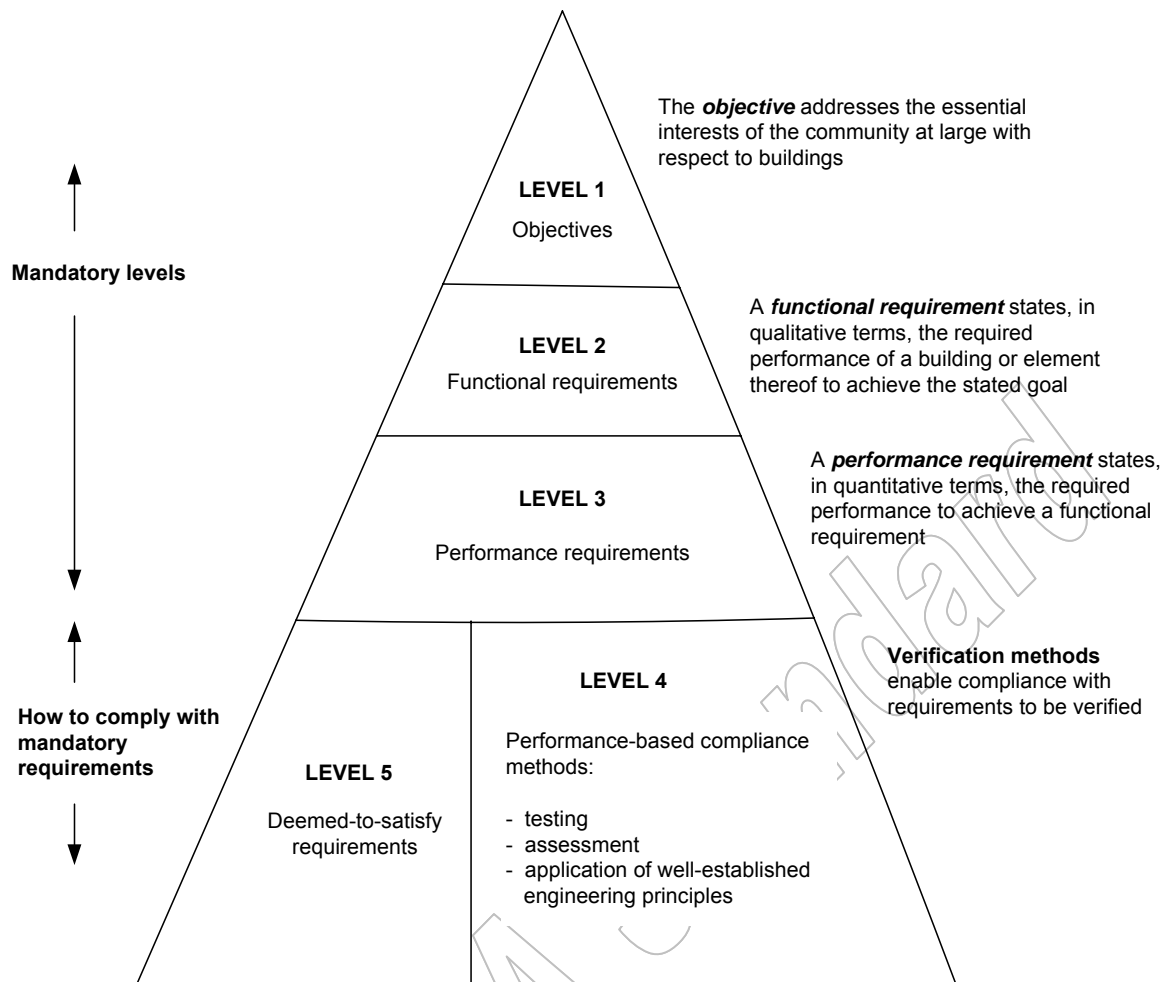 The objective addresses the essential
interests of the community at large with
respect to buildings
LEVEL 1
Objectives
Mandatory levels
A functional requirement states, in
qualitative terms, the required
performance of a building or element
thereof to achieve the stated goal
LEVEL 2
Functional requirements
A performance requirement states,
in quantitative terms, the required
performance to achieve a functional
requirement
LEVEL 3
Performance requirements
How to comply with
mandatory
requirements
LEVEL 5
Deemed-to-satisfy
requirements
LEVEL 4
Performance-based compliance
methods:
- testing
- assessment
- application of well-established
engineering principles
Verification methods
enable compliance with
requirements to be verified